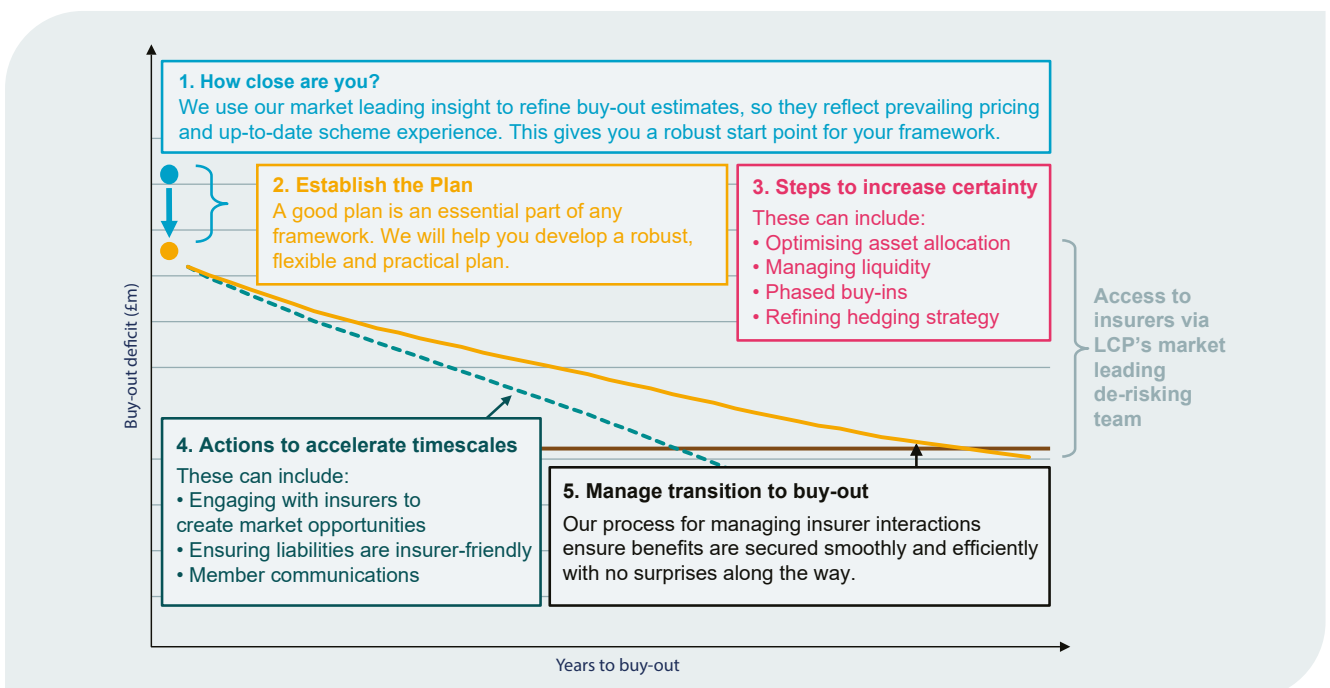 1. How close are you?
We use our market leading insight to refine buy-out estimates, so they reflect prevailing pricing
and up-to-date scheme experience. This gives you a robust start point for your framework.
2. Establish the Plan
A good plan is an essential part of any
framework. We will help you develop a robust,
flexible and practical plan.
3. Steps to increase certainty
These can include:
• Optimising asset allocation
• Managing liquidity
• Phased buy-ins
• Refining hedging strategy
Access to
insurers via
LCP's market
leading
de-risking
team
Buy-out deficit (£m)
4. Actions to accelerate timescales
These can include:
• Engaging with insurers to
create market opportunities
• Ensuring liabilities are insurer-friendly
• Member communications
5. Manage transition to buy-out
Our process for managing insurer interactions
ensure benefits are secured smoothly and efficiently
with no surprises along the way.
Years to buy-out